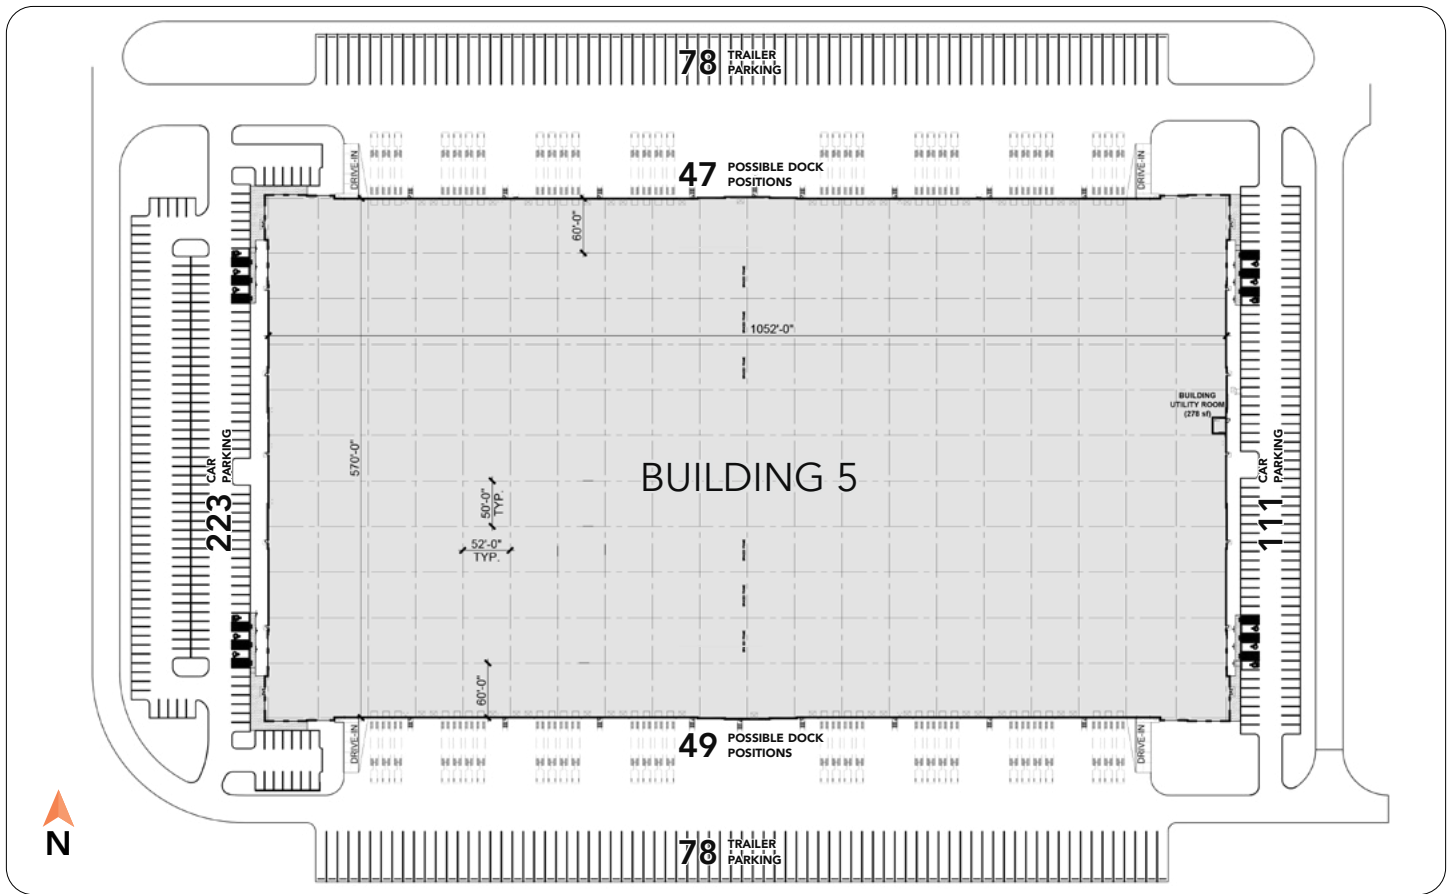 78 TRAILER
PARKING
47 POSSIBLE DOCK
POSITIONS
DRIVE-IN
DRIVE-IN
60'-0"
1052'-0"
BUILDING
UTILITY ROOM
(270 sf)
570'-0"
BUILDING 5
50'-0"
TYP.
52'-0"
TYP.
223 CAR
PARKING
111 CAR
PARKING
60'-0"
DRIVE-IN
DRIVE-IN
49 POSSIBLE DOCK
POSITIONS
N
78 TRAILER
PARKING